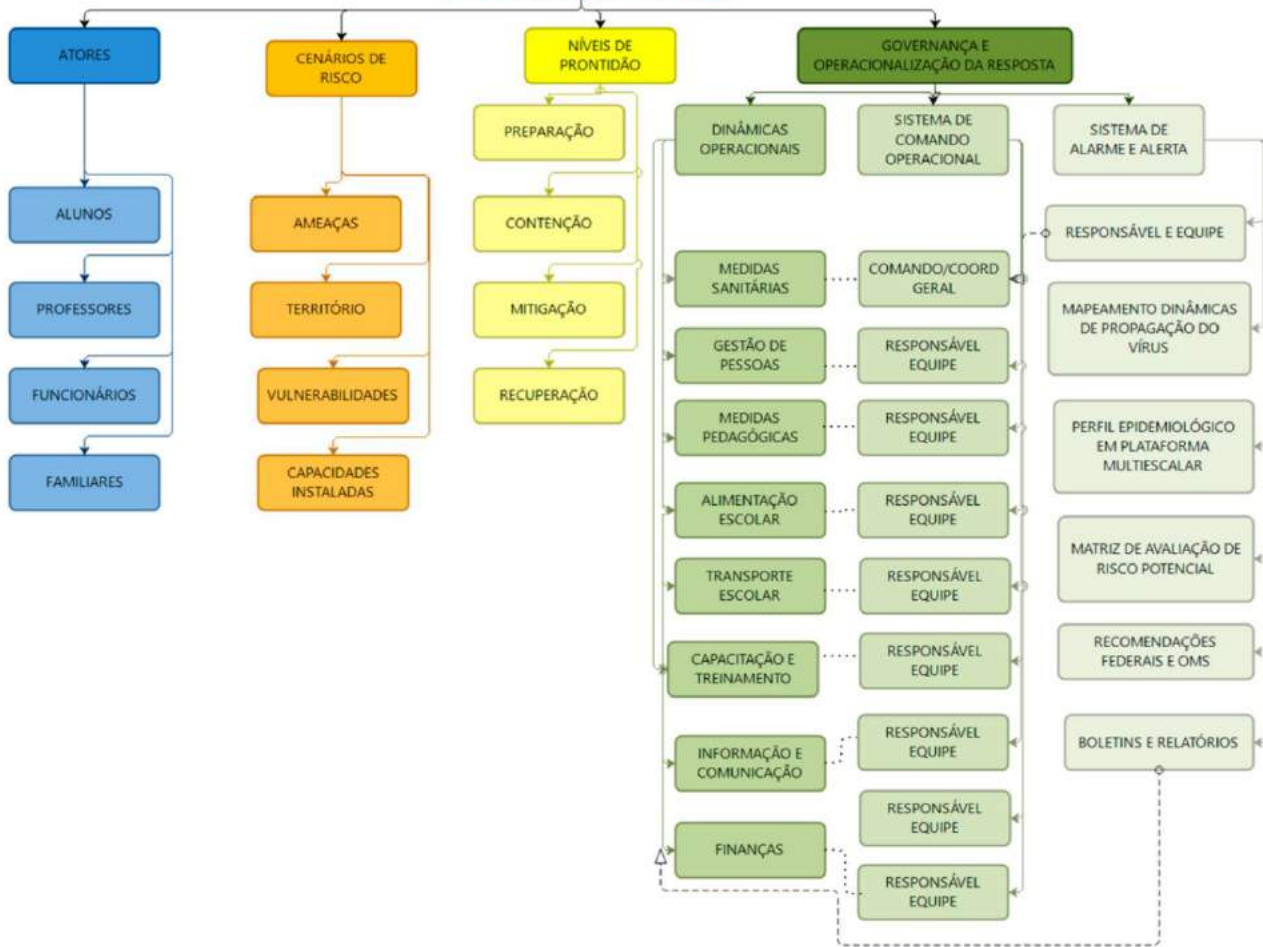 ATORES
CENÁRIOS DE
RISCO
NÍVEIS DE
PRONTIDÃO
GOVERNANÇA E
OPERACIONALIZAÇÃO DA RESPOSTA
ALUNOS
PROFESSORES
FUNCIONÁRIOS
FAMILIARES
AMEAÇAS
TERRITÓRIO
VULNERABILIDADES
CAPACIDADES
INSTALADAS
PREPARAÇÃO
CONTENÇÃO
MITIGAÇÃO
RECUPERAÇÃO
DINÂMICAS
OPERACIONAIS
MEDIDAS
SANITÁRIAS
GESTÃO DE
PESSOAS
MEDIDAS
PEDAGÓGICAS
ALIMENTAÇÃO
ESCOLAR
TRANSPORTE
ESCOLAR
CAPACITAÇÃO E
TREINAMENTO
INFORMAÇÃO E
COMUNICAÇÃO
FINANÇAS
SISTEMA DE
COMANDO
OPERACIONAL
COMANDO/COORD
GERAL
RESPONSÁVEL
EQUIPE
RESPONSÁVEL
EQUIPE
RESPONSÁVEL
EQUIPE
RESPONSÁVEL
EQUIPE
RESPONSÁVEL
EQUIPE
RESPONSÁVEL
EQUIPE
RESPONSÁVEL
EQUIPE
RESPONSÁVEL
EQUIPE
SISTEMA DE
ALARME E ALERTA
RESPONSÁVEL E EQUIPE
MAPEAMENTO DINÂMICAS
DE PROPAGAÇÃO DO
VÍRUS
PERFIL EPIDEMIOLÓGICO
EM PLATAFORMA
MULTIESCALAR
MATRIZ DE AVALIAÇÃO DE
RISCO POTENCIAL
RECOMENDAÇÕES
FEDERAIS E OMS
BOLETINS E RELATÓRIOS